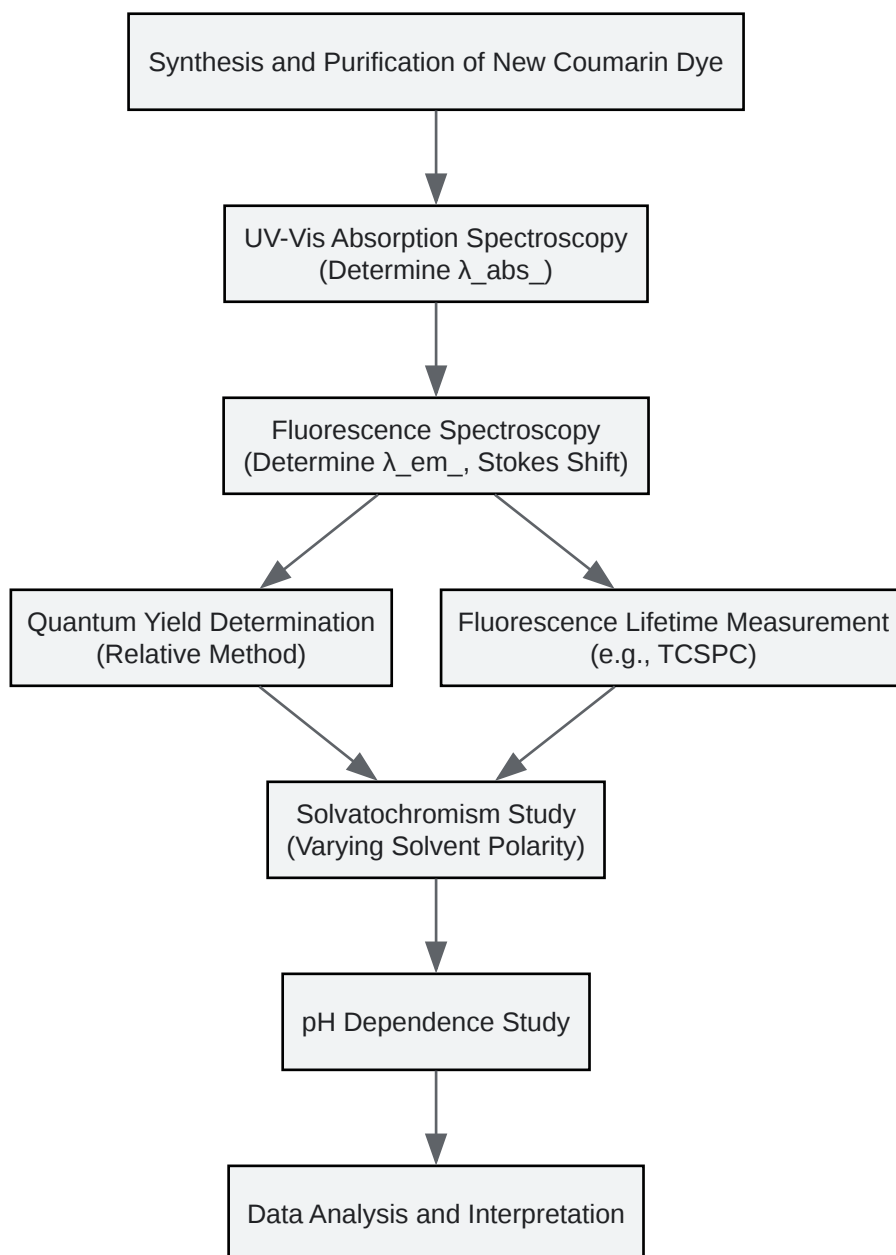 Synthesis and Purification of New Coumarin Dye
UV-Vis Absorption Spectroscopy
(Determine λ_abs_)
Fluorescence Spectroscopy
(Determine λ_em_, Stokes Shift)
Quantum Yield Determination
(Relative Method)
Fluorescence Lifetime Measurement
(e.g., TCSPC)
Solvatochromism Study
(Varying Solvent Polarity)
pH Dependence Study
Data Analysis and Interpretation